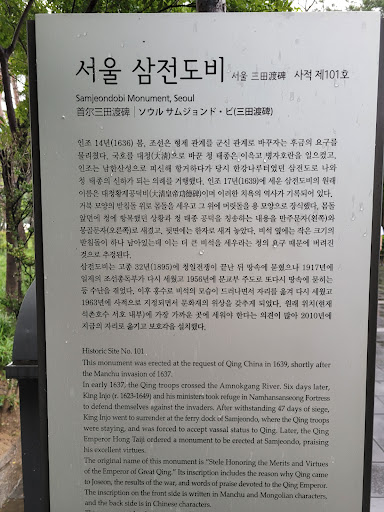 서울 삼전도비 서울 三田渡碑 사적 제101호
Samjeondobi Monument, Seoul
首尔三田渡碑 | ソウル サムジョンド・ビ(三田渡碑)
인조 14년(1636) 봄, 조선은 형제 관계를 군신 관계로 바꾸자는 후금의 요구를
물리쳤다. 국호를 대청(大淸)으로 바꾼 청 태종은
인조는 남한산성으로 피신해 항거하다가 당시 한강나루터였던 삼전도로 나와
청 태종의 신하가 되는 의례를 거행했다. 인조 17년(1639)에 세운 삼전도비의 원래
이름은 대청황제공덕비(大淸皇帝功德碑)며 이러한 치욕의 역사가 기록되어 있다.
거북 모양의 받침돌 위로 몸돌을 세우고 그 위에 머릿돌을 용 모양으로 장식했다. 몸돌
앞면이 청에 항복했던 상황과 청 태종 공덕을 칭송하는 내용을 만주문자(왼쪽)와
몽골문자(오른쪽)로 새겼고, 뒷면에는 한자로 새겨 놓았다. 비석 옆에는 작은 크기의
받침돌이 하나 남아있는데 이는 더 큰 비석을 세우라는 청의 요구 때문에 버려진
것으로 추정된다.
삼전도비는 고종 32년(1895)에 청일전쟁이 끝난 뒤 땅속에 묻혔으나 1917년에
일제의 조선총독부가 다시 세웠고 1956년에 문교부 주도로 또다시 땅속에 묻히는
등 수난을 겪었다. 이후 홍수로 비석의 모습이 드러나면서 자리를 옮겨 다시 세웠고
1963년에 사적으로 지정되면서 문화재의 위상을 갖추게 되었다. 원래 위치(현재
석촌호수 서호 내부)에 가장 가까운 곳에 세워야 한다는 의견이 많아 2010년에
지금의 자리로 옮기고 보호각을 설치했다.
Historic Site No. 101
This monument was erected at the request of Qing China in 1639, shortly after
the Manchu invasion of 1637.
In early 1637, the Qing troops crossed the Amnokgang River. Six days later,
King Injo (r. 1623-1649) and his ministers took refuge in Namhansanseong Fortress
to defend themselves against the invaders. After withstanding 47 days of siege,
King Injo went to surrender at the ferry dock of Samjeondo, where the Qing troops
were staying, and was forced to accept vassal status to Qing. Later, the Qing
Emperor Hong Taiji ordered a monument to be erected at Samjeondo, praising
his excellent virtues.
The original name of this monument is "Stele Honoring the Merits and Virtues
of the Emperor of Great Qing." Its inscription includes the reason why Qing came
to Joseon, the results of the war, and words of praise devoted to the Qing Emperor.
The inscription on the front side is written in Manchu and Mongolian characters,
and the back side is in Chinese characters.